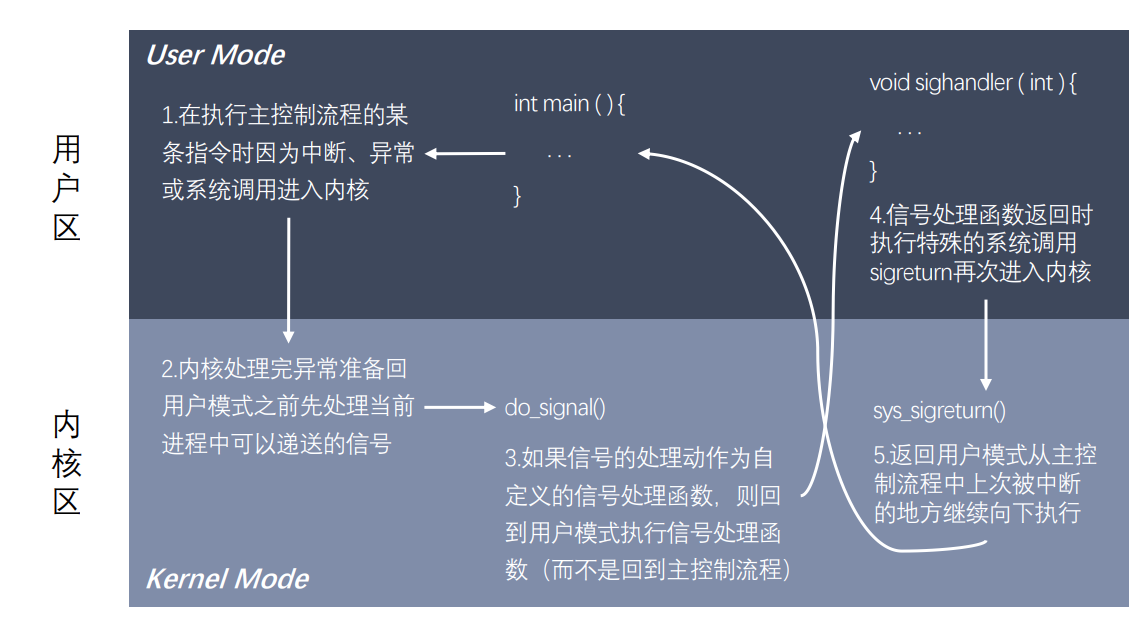 User Mode
用
户
区
1.在执行主控制流程的某
条指令时因为中断、异常
或系统调用进入内核
int main ( ) {
. . .
}
void sighandler ( int ) {
. . .
}
4.信号处理函数返回时
执行特殊的系统调用
sigreturn再次进入内核
内
核
区
2.内核处理完异常准备回
用户模式之前先处理当前
进程中可以递送的信号
do_signal()
3.如果信号的处理动作为自
定义的信号处理函数，则回
到用户模式执行信号处理函
数（而不是回到主控制流程）
sys_sigreturn()
5.返回用户模式从主控
制流程中上次被中断
的地方继续向下执行
Kernel Mode